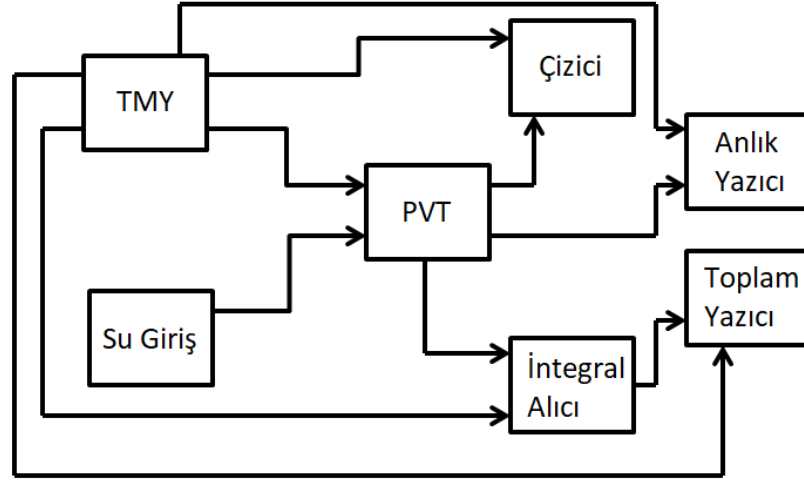 TMY
Çizici
Anlık
Yazıcı
PVT
Su Giriş
Toplam
Yazıcı
İntegral
Alıcı